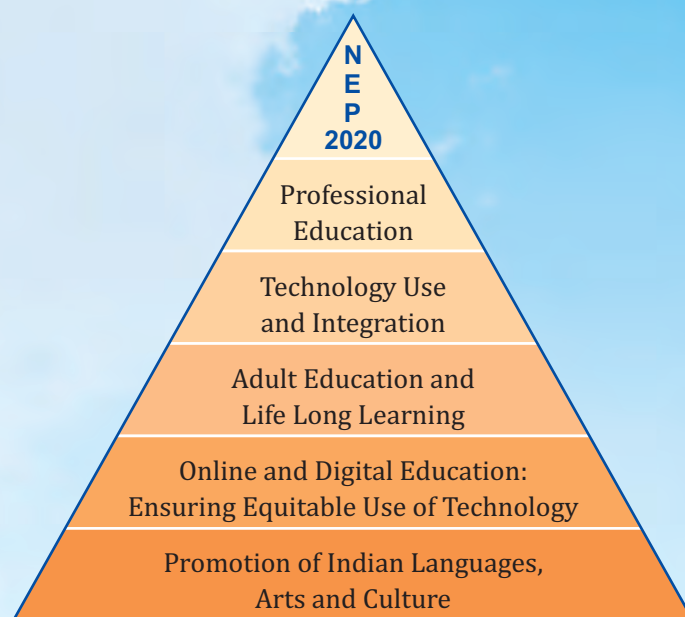 N
E
P
2020
Professional
Education
Technology Use
and Integration
Adult Education and
Life Long Learning
Online and Digital Education:
Ensuring Equitable Use of Technology
Promotion of Indian Languages,
Arts and Culture